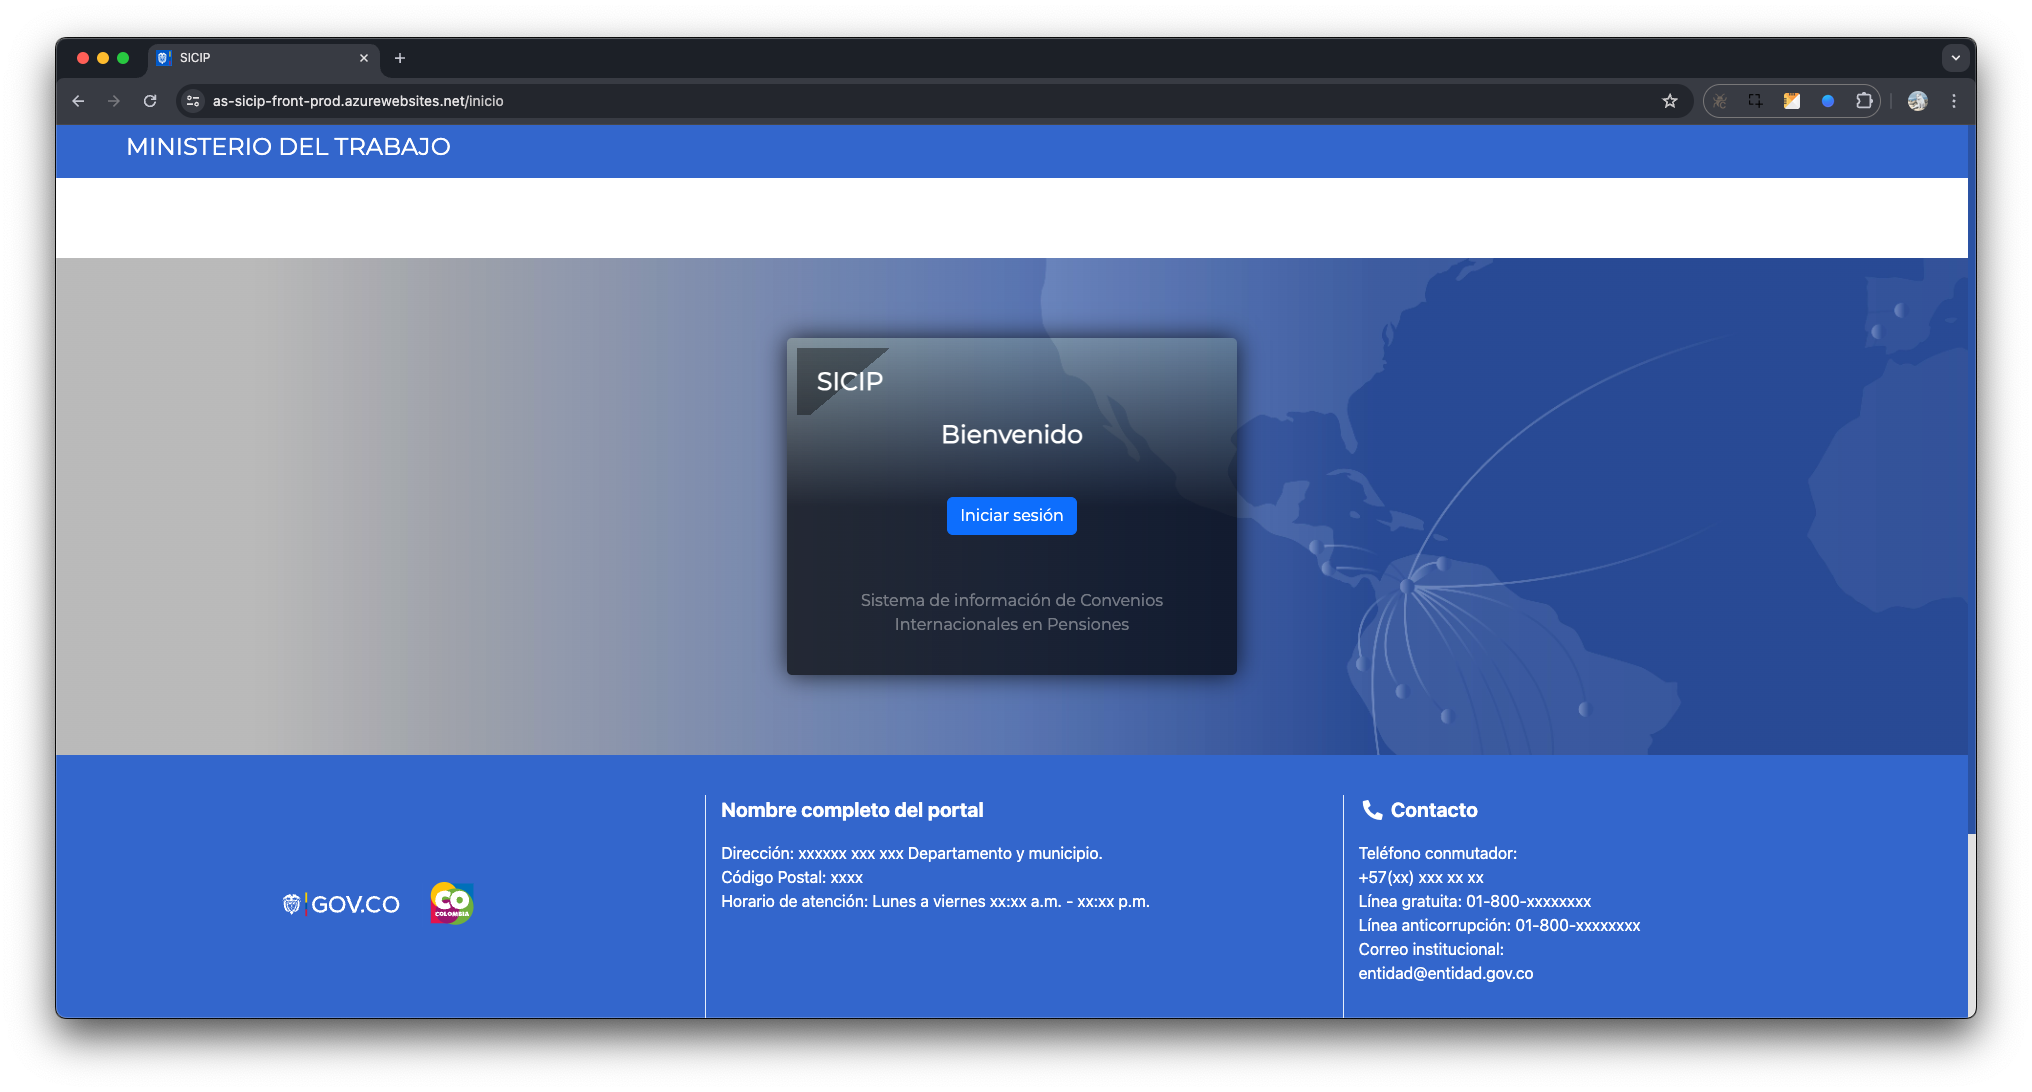 SICIP
as-sicip-front-prod.azurewebsites.net/inicio
MINISTERIO DEL TRABAJO
SICIP
Bienvenido
Iniciar sesión
Sistema de información de Convenios
Internacionales en Pensiones
GOV.CO
CO
COLOMBIA
Nombre completo del portal
Dirección: xxxxxx xxx xxx Departamento y municipio.
Código Postal: xxxx
Horario de atención: Lunes a viernes xx:xx a.m. - xx:xx p.m.
Contacto
Teléfono conmutador:
+57(xx) xxx xx xx
Línea gratuita: 01-800-xxxxxxxx
Línea anticorrupción: 01-800-xxxxxxxx
Correo institucional:
entidad@entidad.gov.co